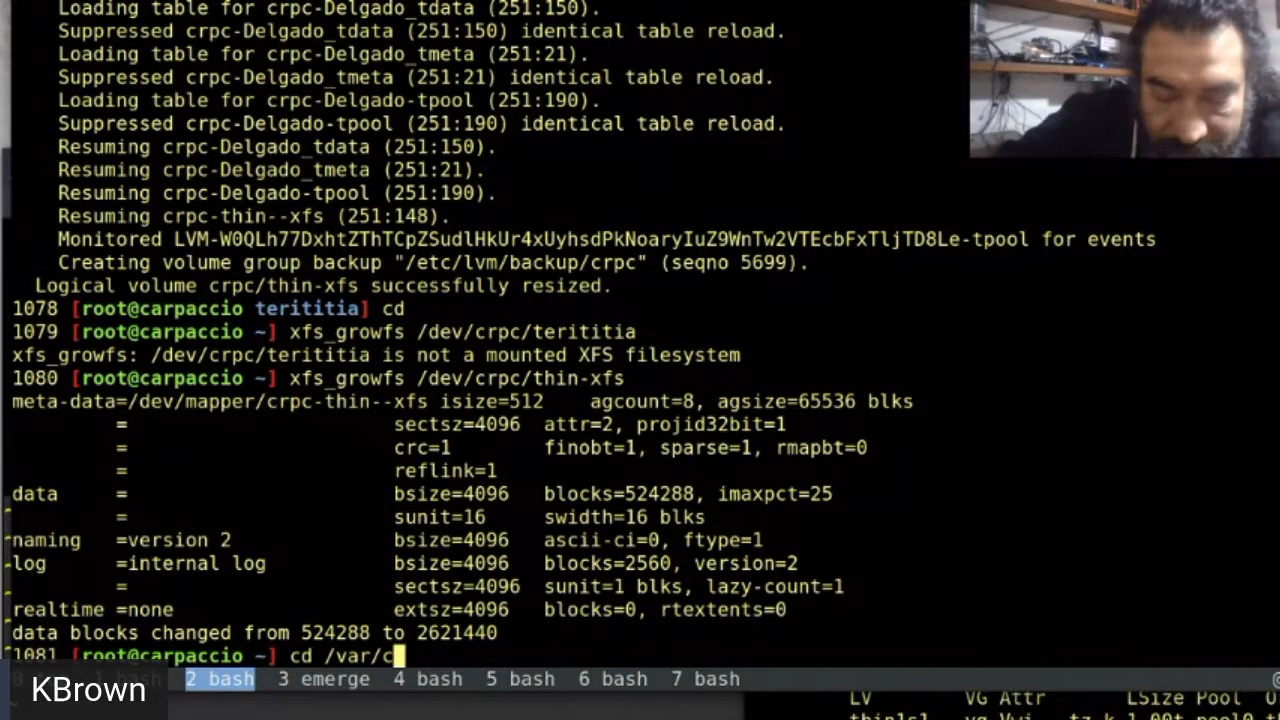 Loading table for crpc-Delgado_tdata (251:150).
Suppressed crpc-Delgado_tdata (251:150) identical table reload.
Loading table for crpc-Delgado_tmeta (251:21).
Suppressed crpc-Delgado_tmeta (251:21) identical table reload.
Loading table for crpc-Delgado-tpool (251:190).
Suppressed crpc-Delgado-tpool (251:190) identical table reload.
Resuming crpc-Delgado_tdata (251:150).
Resuming crpc-Delgado_tmeta (251:21).
Resuming crpc-Delgado-tpool (251:190).
Resuming crpc-thin--xfs (251:148).
Monitored LVM-W0QLh77DxhtZThTCpZSudlHkUr4xUyhsdPkNoaryIuZ9WnTw2VTEcbFxTljTD8Le-tpool for events
Creating volume group backup "/etc/lvm/backup/crpc" (seqno 5699).
Logical volume crpc/thin-xfs successfully resized.
1078 [root@carpaccio terititia] cd
1079 [root@carpaccio ~] xfs_growfs /dev/crpc/terititia
xfs_growfs: /dev/crpc/terititia is not a mounted XFS filesystem
1080 [root@carpaccio ~] xfs_growfs /dev/crpc/thin-xfs
meta-data=/dev/mapper/crpc-thin--xfs isize=512 agcount=8, agsize=65536 blks
= sectsz=4096 attr=2, projid32bit=1
= crc=1 finobt=1, sparse=1, rmapbt=0
= reflink=1
data = bsize=4096 blocks=524288, imaxpct=25
= sunit=16 swidth=16 blks
naming =version 2 bsize=4096 ascii-ci=0, ftype=1
log =internal log bsize=4096 blocks=2560, version=2
= sectsz=4096 sunit=1 blks, lazy-count=1
realtime =none extsz=4096 blocks=0, rtextents=0
data blocks changed from 524288 to 2621440
1081 [root@carpaccio ~] cd /var/c
1 bash 2 bash 3 emerge 4 bash 5 bash 6 bash 7 bash
KBrown
LV VG Attr LSize Pool